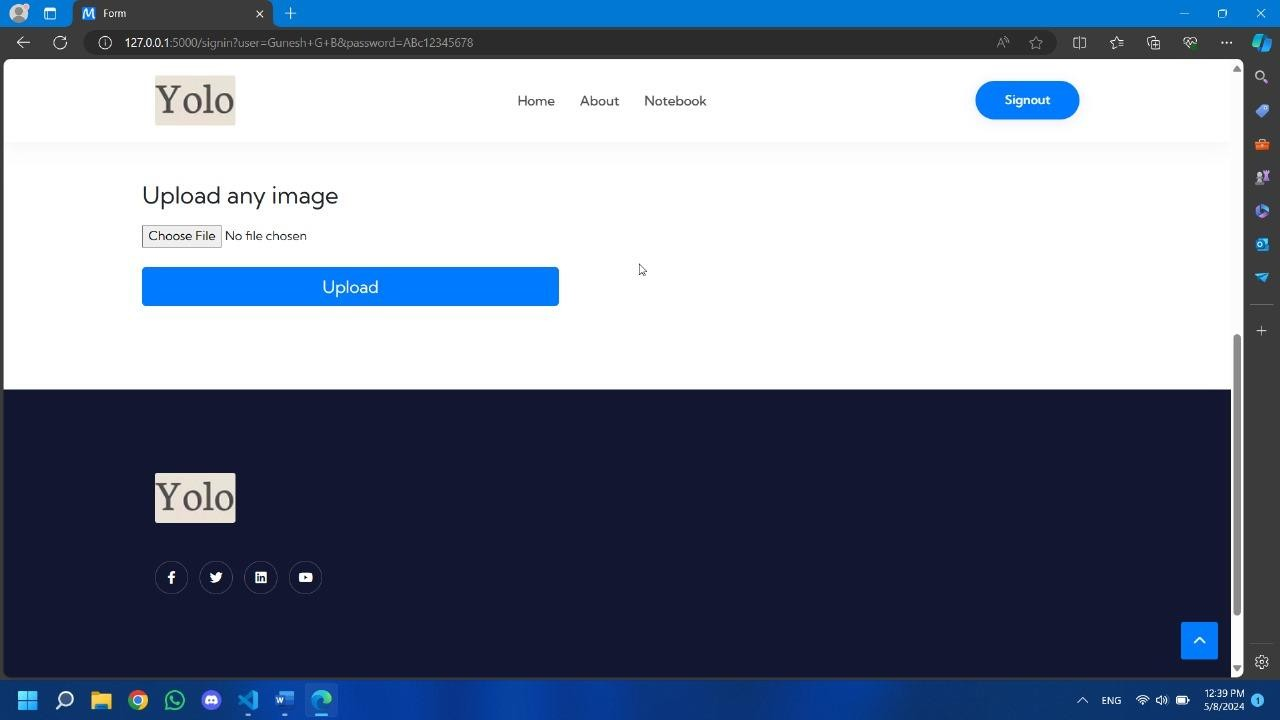 Form
127.0.0.1:5000/signin?user=Gunesh+G+B&password=ABc12345678
Yolo
Home About Notebook
Signout
Upload any image
Choose File No file chosen
Upload
Yolo
ENG
12:39 PM
5/8/2024
1